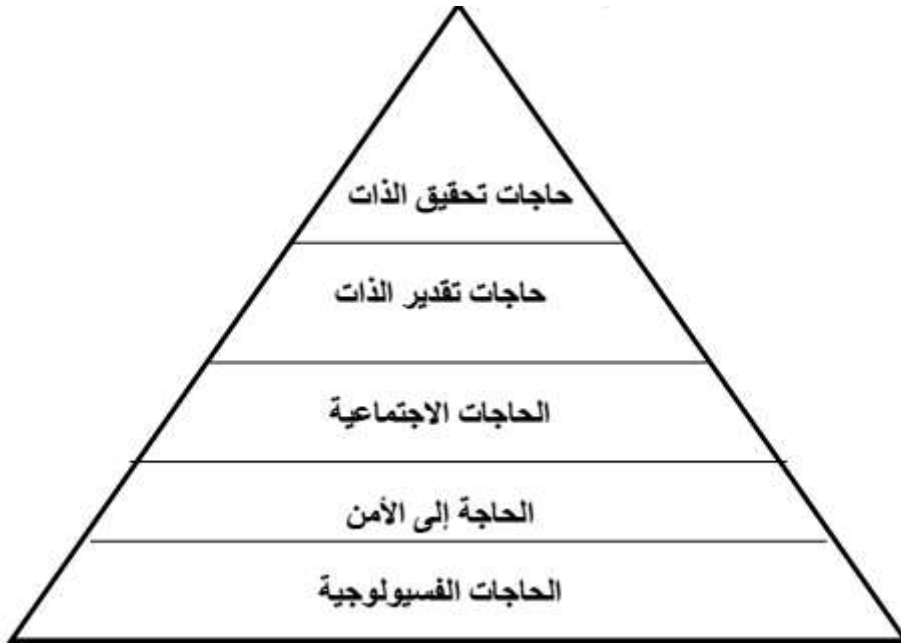 حاجات تحقيق الذات
حاجات تقدير الذات
الحاجات الاجتماعية
الحاجة إلى الأمن
الحاجات الفسيولوجية